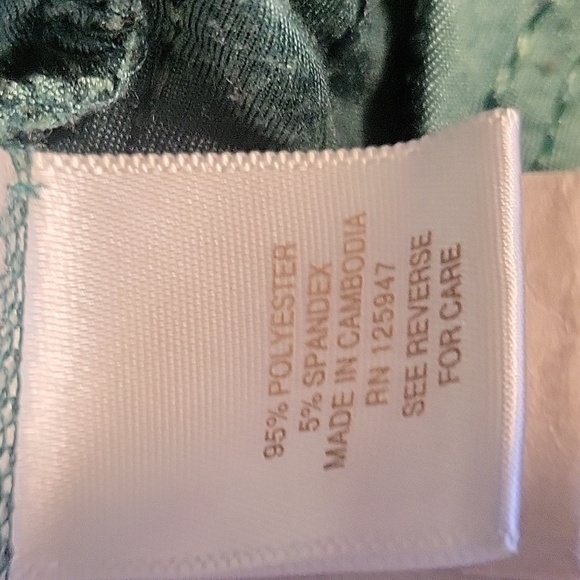 95% POLYESTER
5% SPANDEX
MADE IN CAMBODIA
RN 125947
SEE REVERSE
FOR CARE